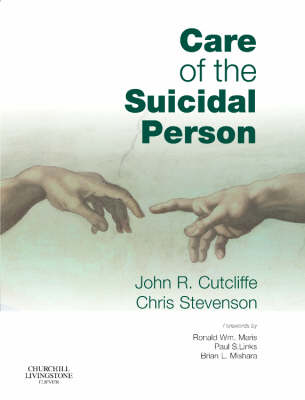 Care
of the
Suicidal
Person
John R. Cutcliffe
Chris Stevenson
Forewords by
Ronald Wm. Maris
Paul S.Links
Brian L. Mishara
CHURCHILL
LIVINGSTONE
ELSEVIER